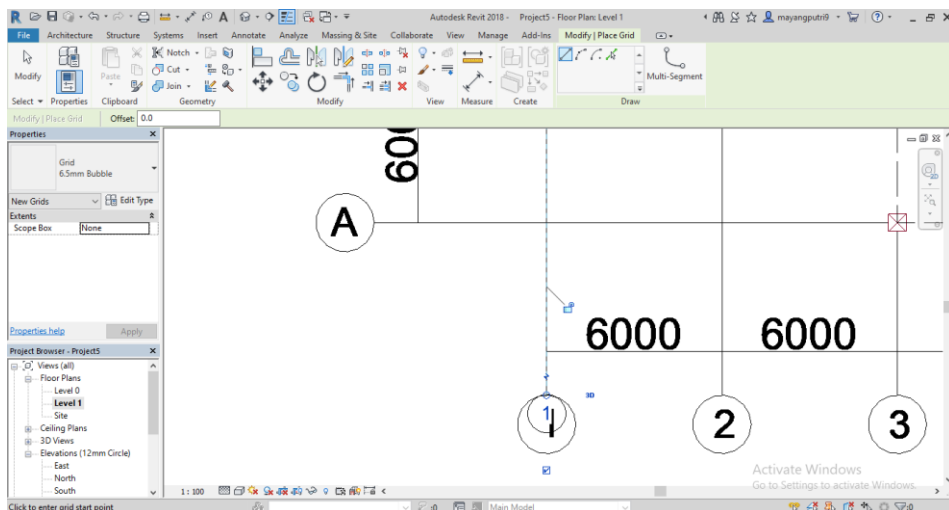 Autodesk Revit 2018 - Project5 - Floor Plan: Level 1
mayangputri9
File Architecture Structure Systems Insert Annotate Analyze Massing & Site Collaborate View Manage Add-Ins Modify | Place Grid
Modify
Properties
Paste
Notch
Cut
Join
Multi-Segment
Select Properties Clipboard Geometry Modify View Measure Create Draw
Modify | Place Grid Offset: 0.0
Properties
Grid
6.5mm Bubble
New Grids Edit Type
Extents
Scope Box None
Properties help Apply
Project Browser - Project5
Views (all)
Floor Plans
Level 0
Level 1
Site
Ceiling Plans
3D Views
Elevations (12mm Circle)
East
North
South
600
A
6000 6000
3D
1 2 3
1 : 100
Activate Windows
Go to Settings to activate Windows.
Click to enter grid start point
:0 Main Model :0